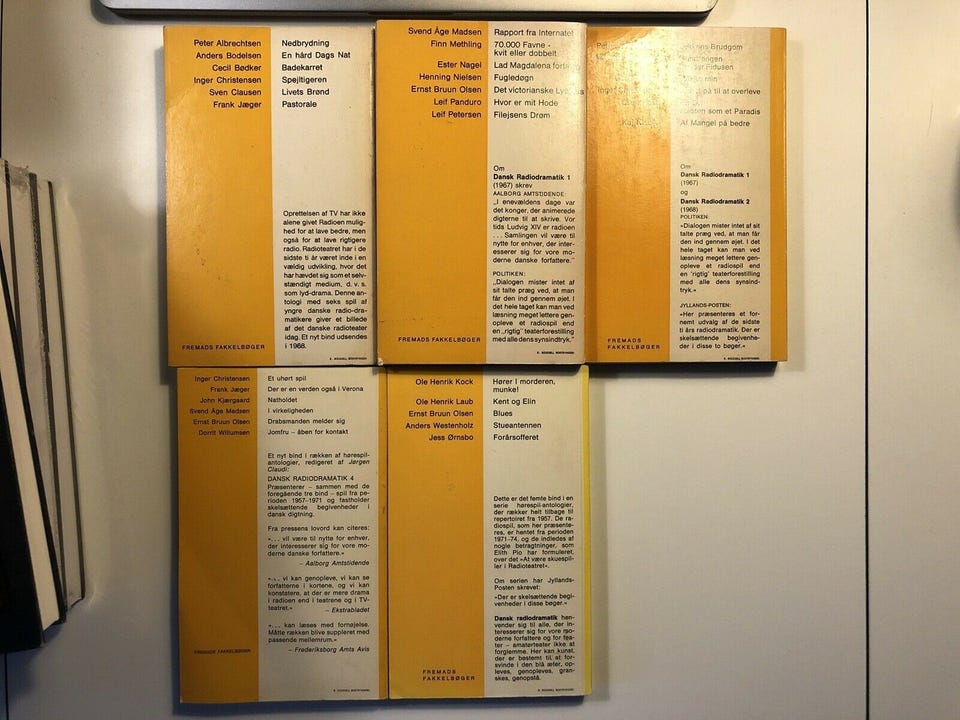 Peter Albrechtsen Nedbrydning
Anders Bodelsen En hård Dags Nat
Cecil Bødker Badekarret
Inger Christensen Spejltigeren
Sven Clausen Livets Brønd
Frank Jæger Pastorale
Oprettelsen af TV har ikke
alene givet Radioen mulig-
hed for at lave bedre, men
også for at lave rigtigere
radio. Radioteatret har i de
sidste ti år været inde i en
vældig udvikling, hvor det
har hævdet sig som et selv-
stændigt medium, d. v. s.
som lyd-drama. Denne an-
tologi med seks spil af
yngre danske radio-dra-
matikere giver et billede
af det danske radioteater
idag. Et nyt bind udsendes
i 1968.
FREMADS FAKKELBØGER
Svend Åge Madsen Rapport fra Internatet
Finn Methling 70.000 Favne -
kvit eller dobbelt
Ester Nagel Lad Magdalena
Henning Nielsen Fugledøgn
Ernst Bruun Olsen Det victorianske
Leif Panduro Hvor er mit Hode
Leif Petersen Filejsens Drøm
Om
Dansk Radiodramatik 1
(1967) skrev
AALBORG AMTSTIDENDE:
„I enevældens dage var
det konger, der animerede
digterne til at skrive. Vor
tids Ludvig XIV er radioen
... Samlingen vil være til
nytte for enhver, der inter-
esserer sig for vore mo-
derne danske forfattere."
POLITIKEN:
„Dialogen mister intet af
sit talte præg ved, at man
får den ind gennem øjet. I
det hele taget kan man ved
læsning meget lettere gen-
opleve et radiospil end
en „rigtig" teaterforestilling
med alle dens synsindtryk."
FREMADS FAKKELBØGER
Brudgom
Fidusen
på til at overleve
som et Paradis
Af Mangel på bedre
Om
Dansk Radiodramatik 1
(1967)
og
Dansk Radiodramatik 2
(1968)
POLITIKEN:
»Dialogen mister intet af sit
talte præg ved, at man får
den ind gennem øjet. I det
hele taget kan man ved
læsning meget lettere gen-
opleve et radiospil end
en 'rigtig' teaterforestilling
med alle dens synsind-
tryk.«
JYLLANDS-POSTEN:
»Her præsenteres et for-
nemt udvalg af de sidste
ti års radiodramatik. Der er
skelsættende begivenhe-
der i disse to bøger.«
FREMADS
FAKKELBØGER
Inger Christensen Et uhørt spil
Frank Jæger Der er en verden også i Verona
John Kjærgaard Natholdet
Svend Åge Madsen I virkeligheden
Ernst Bruun Olsen Drabsmanden melder sig
Dorrit Willumsen Jomfru – åben for kontakt
Et nyt bind i rækken af hørespil-
antologier, redigeret af Jørgen
Claudi:
DANSK RADIODRAMATIK 4
Præsenterer – sammen med de
foregående tre bind – spil fra pe-
rioden 1957-1971 og fastholder
skelsættende begivenheder i
dansk digtning.
Fra pressens lovord kan citeres:
»... vil være til nytte for enhver,
der interesserer sig for vore mo-
derne danske forfattere.«
– Aalborg Amtstidende
»... vi kan genopleve, vi kan se
forfatterne i kortene, og vi kan
konstatere, at der er mere drama
i radioen end i teatrene og i TV-
teatret.«
– Ekstrabladet
»... kan læses med fornøjelse.
Måtte rækken blive suppleret med
passende mellemrum.«
– Frederiksborg Amts Avis
FREMADS FAKKELBØGER
Ole Henrik Kock Hører I morderen,
munke!
Ole Henrik Laub Kent og Elin
Ernst Bruun Olsen Blues
Anders Westenholz Stueantennen
Jess Ørnsbo Forårsofferet
Dette er det femte bind i en
serie hørespil-antologier,
der rækker helt tilbage til
repertoiret fra 1957. De ra-
diospil, som her præsente-
res, er hentet fra perioden
1971-74, og de indledes af
nogle betragtninger, som
Elith Pio har formuleret,
over det »At være skuespil-
ler i Radioteatret«.
Om serien har Jyllands-
Posten skrevet:
»Der er skelsættende begi-
venheder i disse bøger.«
Dansk radiodramatik hen-
vender sig til alle, der in-
teresserer sig for vore mo-
derne forfattere og for tea-
ter – amatørteater ikke at
forglemme. Her kan kunst,
der er bestemt til at for-
svinde i den blå æter, op-
leves, genopleves, gran-
skes, genopstå.
FREMADS
FAKKELBØGER